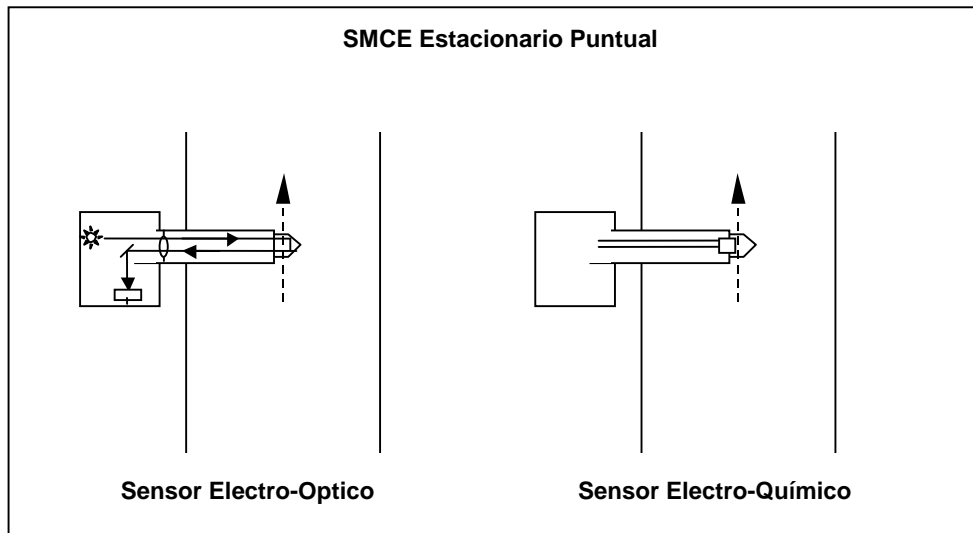 SMCE Estacionario Puntual
Sensor Electro-Optico
Sensor Electro-Químico